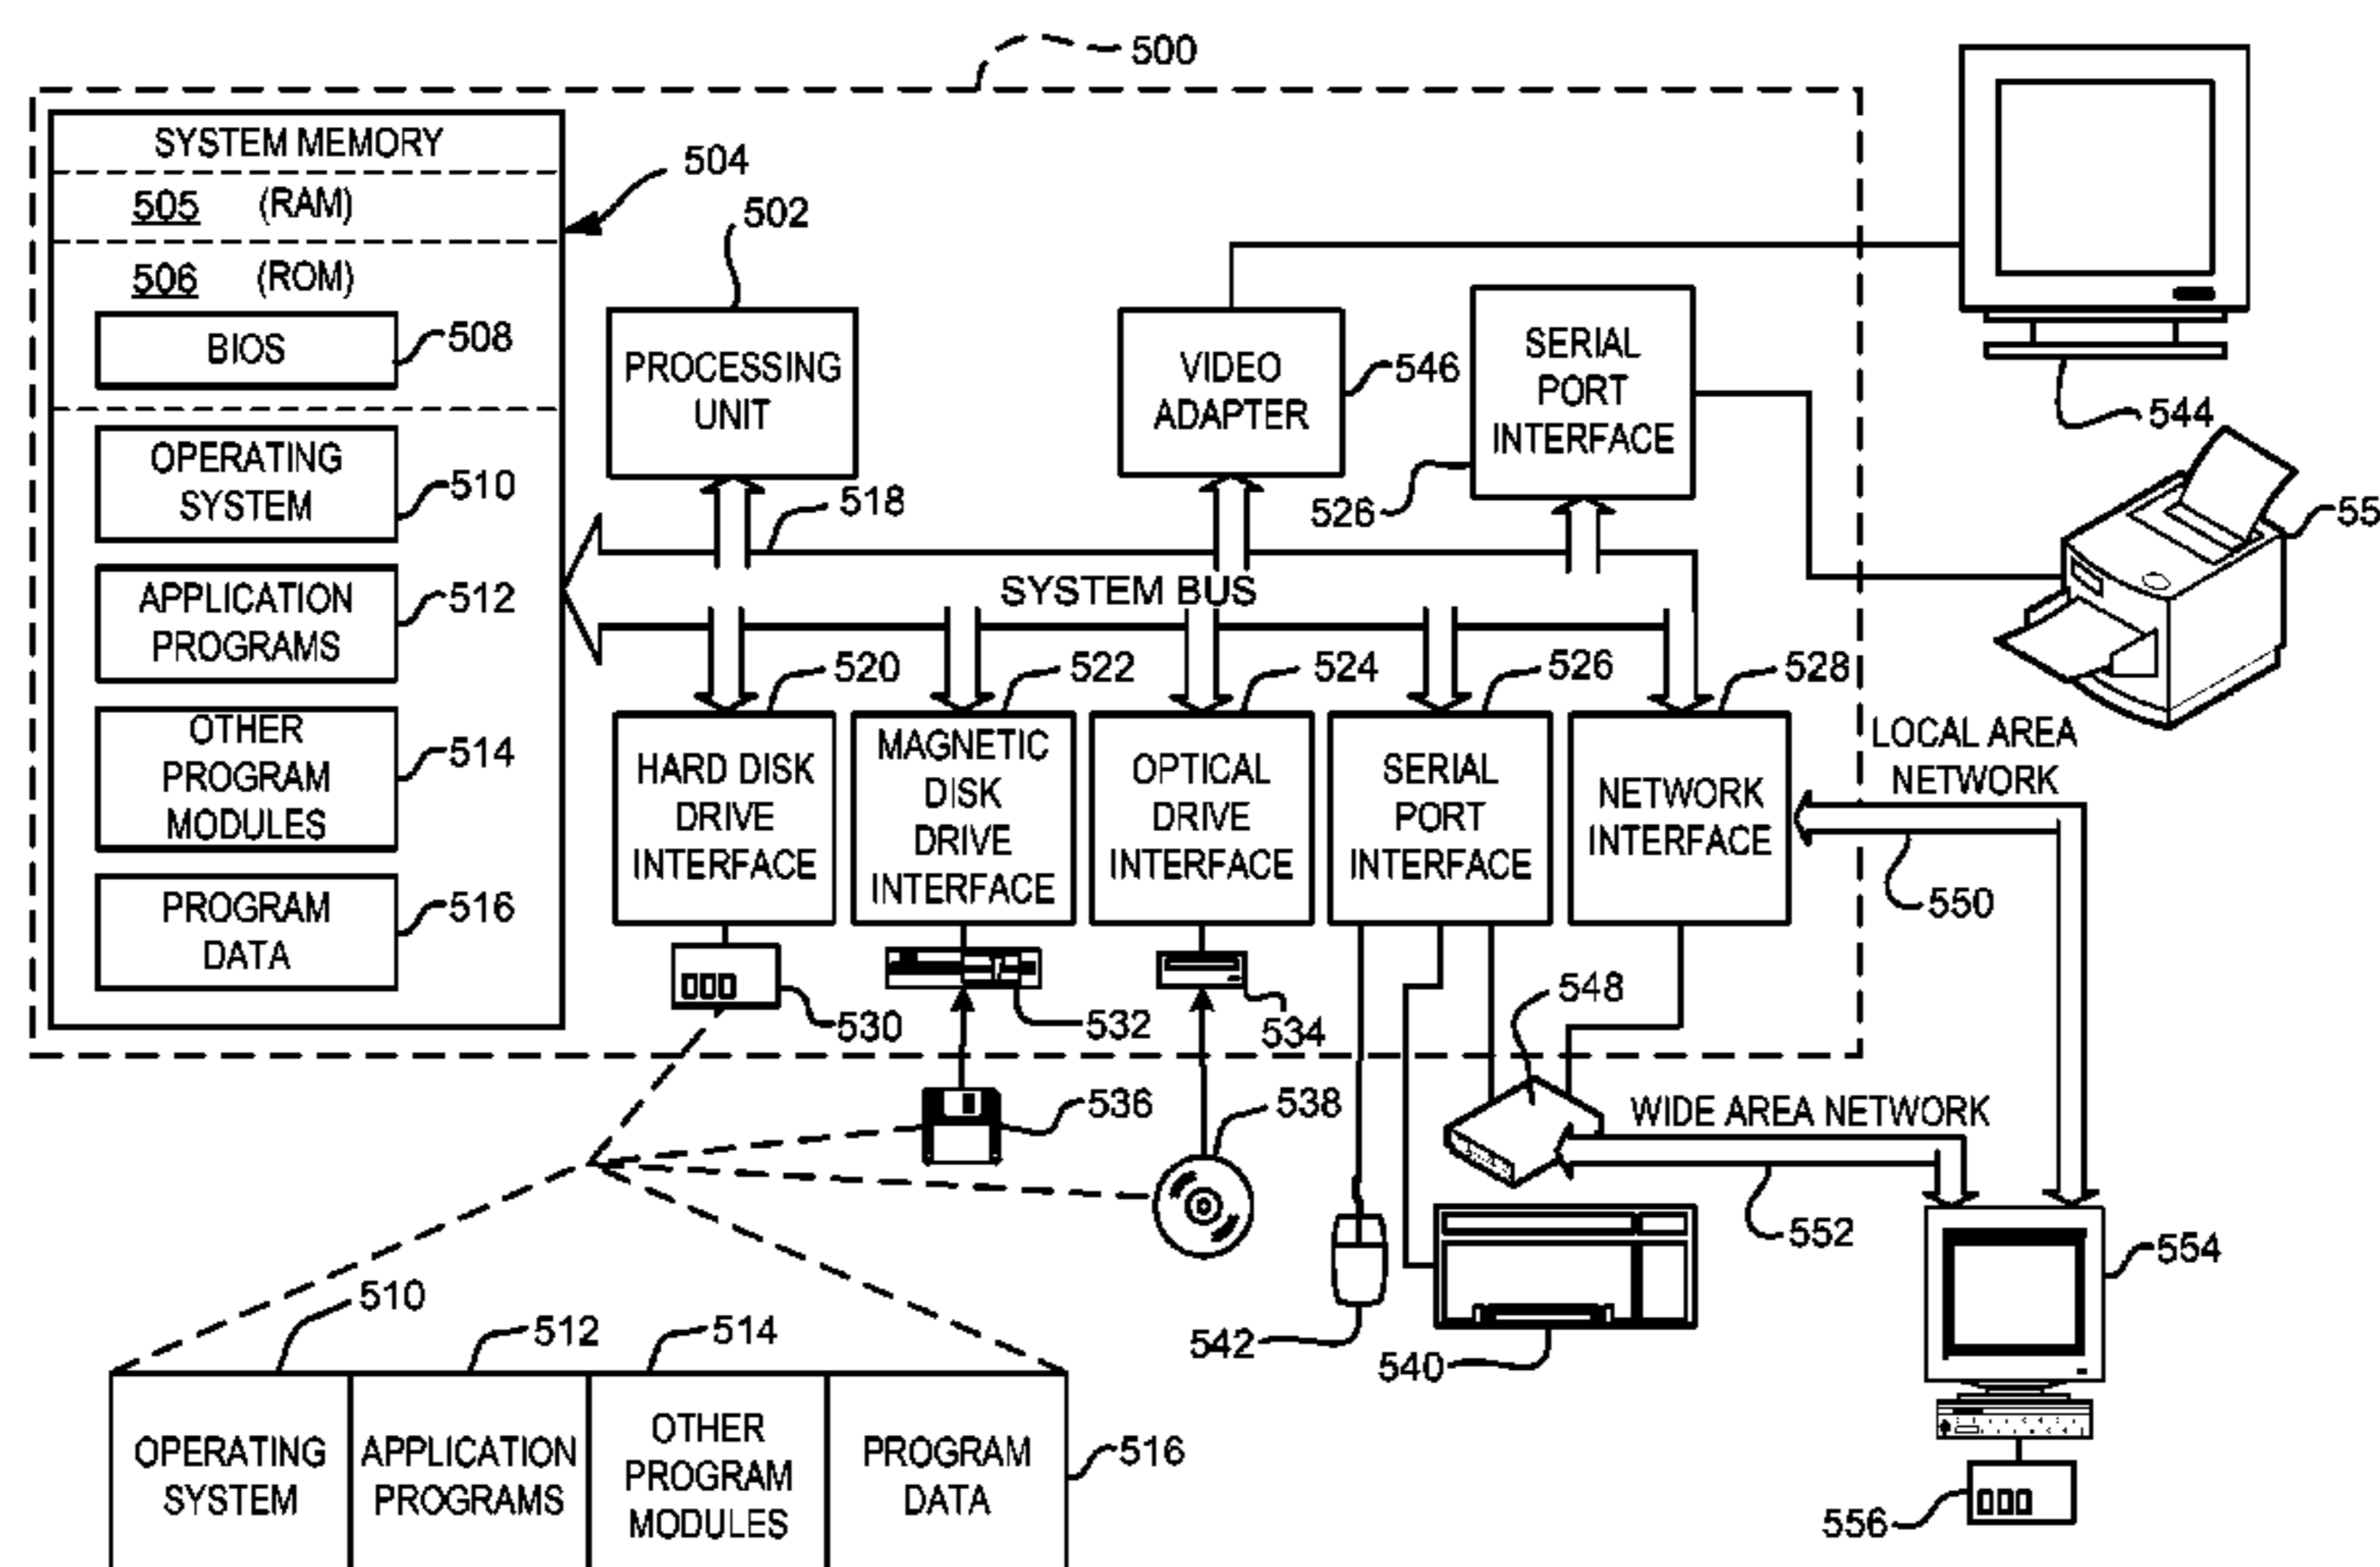 500
SYSTEM MEMORY
504
505 (RAM)
502
506 (ROM)
BIOS
508
PROCESSING
UNIT
VIDEO
ADAPTER
546
SERIAL
PORT
INTERFACE
526
544
OPERATING
SYSTEM
510
518
55
SYSTEM BUS
APPLICATION
PROGRAMS
512
520
522
524
526
528
OTHER
PROGRAM
MODULES
514
HARD DISK
DRIVE
INTERFACE
MAGNETIC
DISK
DRIVE
INTERFACE
OPTICAL
DRIVE
INTERFACE
SERIAL
PORT
INTERFACE
NETWORK
INTERFACE
LOCAL AREA
NETWORK
550
PROGRAM
DATA
516
530
532
534
548
536
538
WIDE AREA NETWORK
552
554
542
540
510
512
514
OPERATING
SYSTEM
APPLICATION
PROGRAMS
OTHER
PROGRAM
MODULES
PROGRAM
DATA
516
556